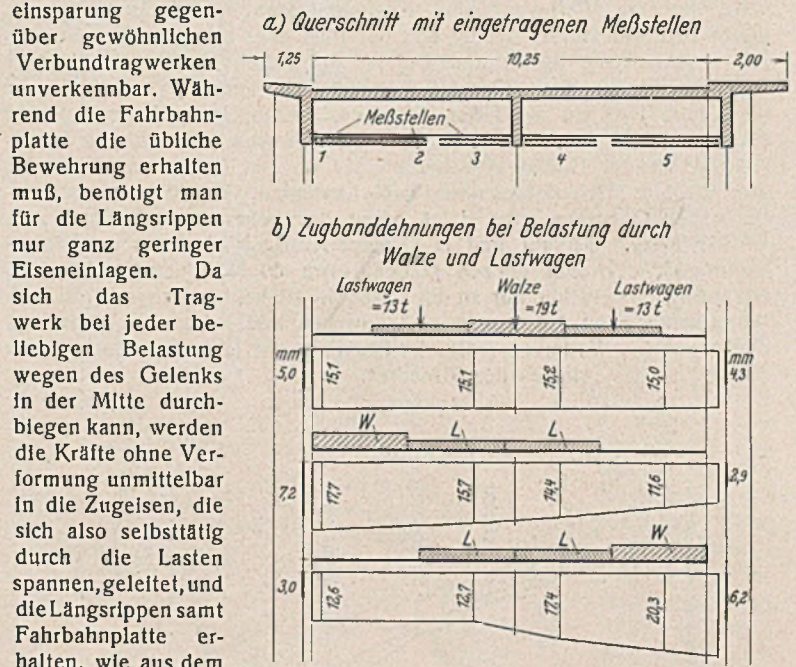 einsparung gegen-
über gewöhnlichen
Verbundtragwerken
unverkennbar. Wäh-
rend die Fahrbahn-
platte die übliche
Bewehrung erhalten
muß, benötigt man
für die Längsrippen
nur ganz geringer
Eiseneinlagen. Da
sich das Trag-
werk bei jeder be-
liebigen Belastung
wegen des Gelenks
in der Mitte durch-
biegen kann, werden
die Kräfte ohne Ver-
formung unmittelbar
in die Zugeisen, die
sich also selbsttätig
durch die Lasten
spannen, geleitet, und
die Längsrippen samt
Fahrbahnplatte er-
halten, wie aus dem
a.) Querschnitt mit eingetragenen Meßstellen
1,25 10,25 2,00
Meßstellen
1 2 3 4 5
b) Zugbanddehnungen bei Belastung durch
Walze und Lastwagen
Lastwagen Walze Lastwagen
=13t =19t =13t
mm mm
5,0 15,1 15,1 15,2 15,0 4,3
W L L
7,2 17,7 15,7 14,4 11,6 2,9
L L W
3,0 12,6 12,7 17,4 20,3 6,2